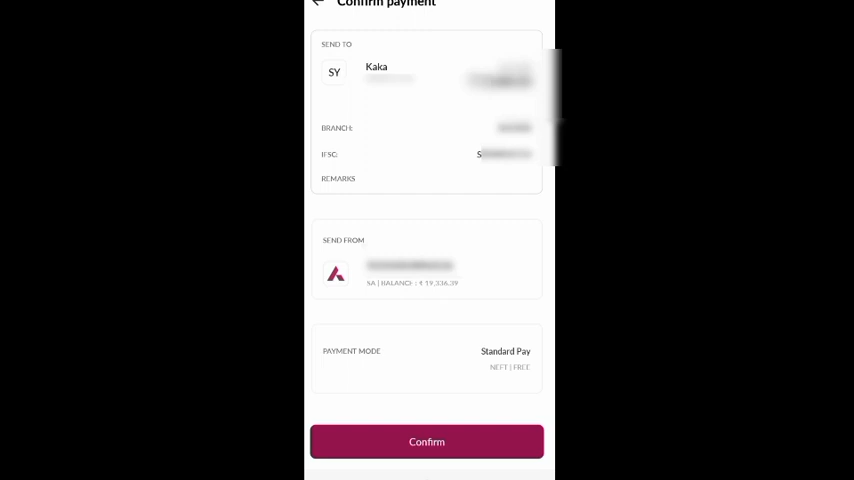 Confirm payment
SEND TO
SY
Kaka
BRANCH:
IFSC:
S
REMARKS
SEND FROM
SA | BALANCE : ₹ 19,336.39
PAYMENT MODE
Standard Pay
NEFT | FREE
Confirm